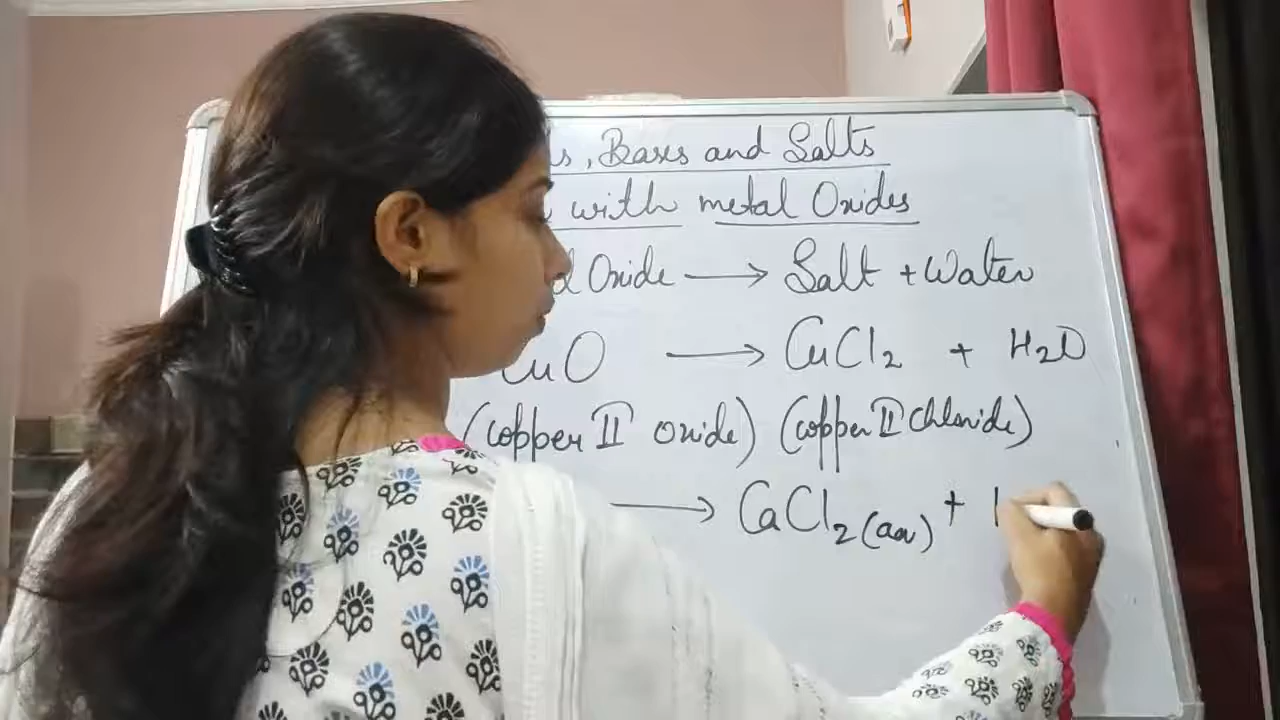 , Bases and Salts
with metal Oxides
Oxide → Salt + Water
CuO → CuCl2 + H2O
(copper II oxide) (copper II chloride)
→ CaCl2(aq) +